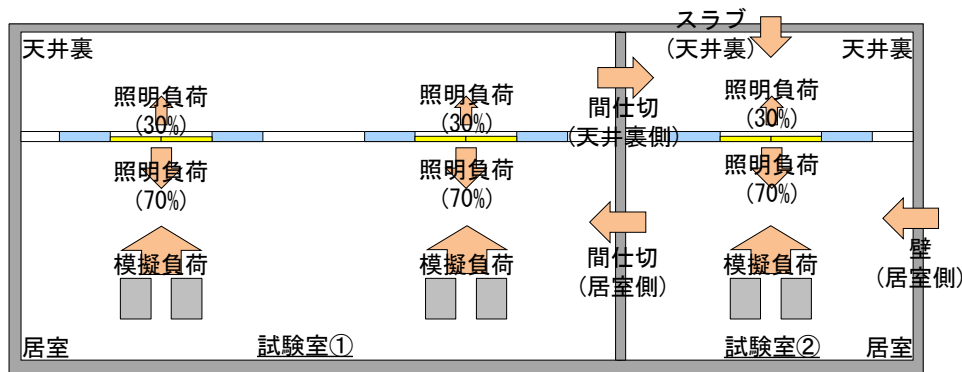 スラブ
(天井裏)
天井裏
天井裏
照明負荷
(30%)
照明負荷
(30%)
間仕切
(天井裏側)
照明負荷
(30%)
照明負荷
(70%)
照明負荷
(70%)
照明負荷
(70%)
模擬負荷
模擬負荷
間仕切
(居室側)
模擬負荷
壁
(居室側)
居室
試験室①
試験室②
居室